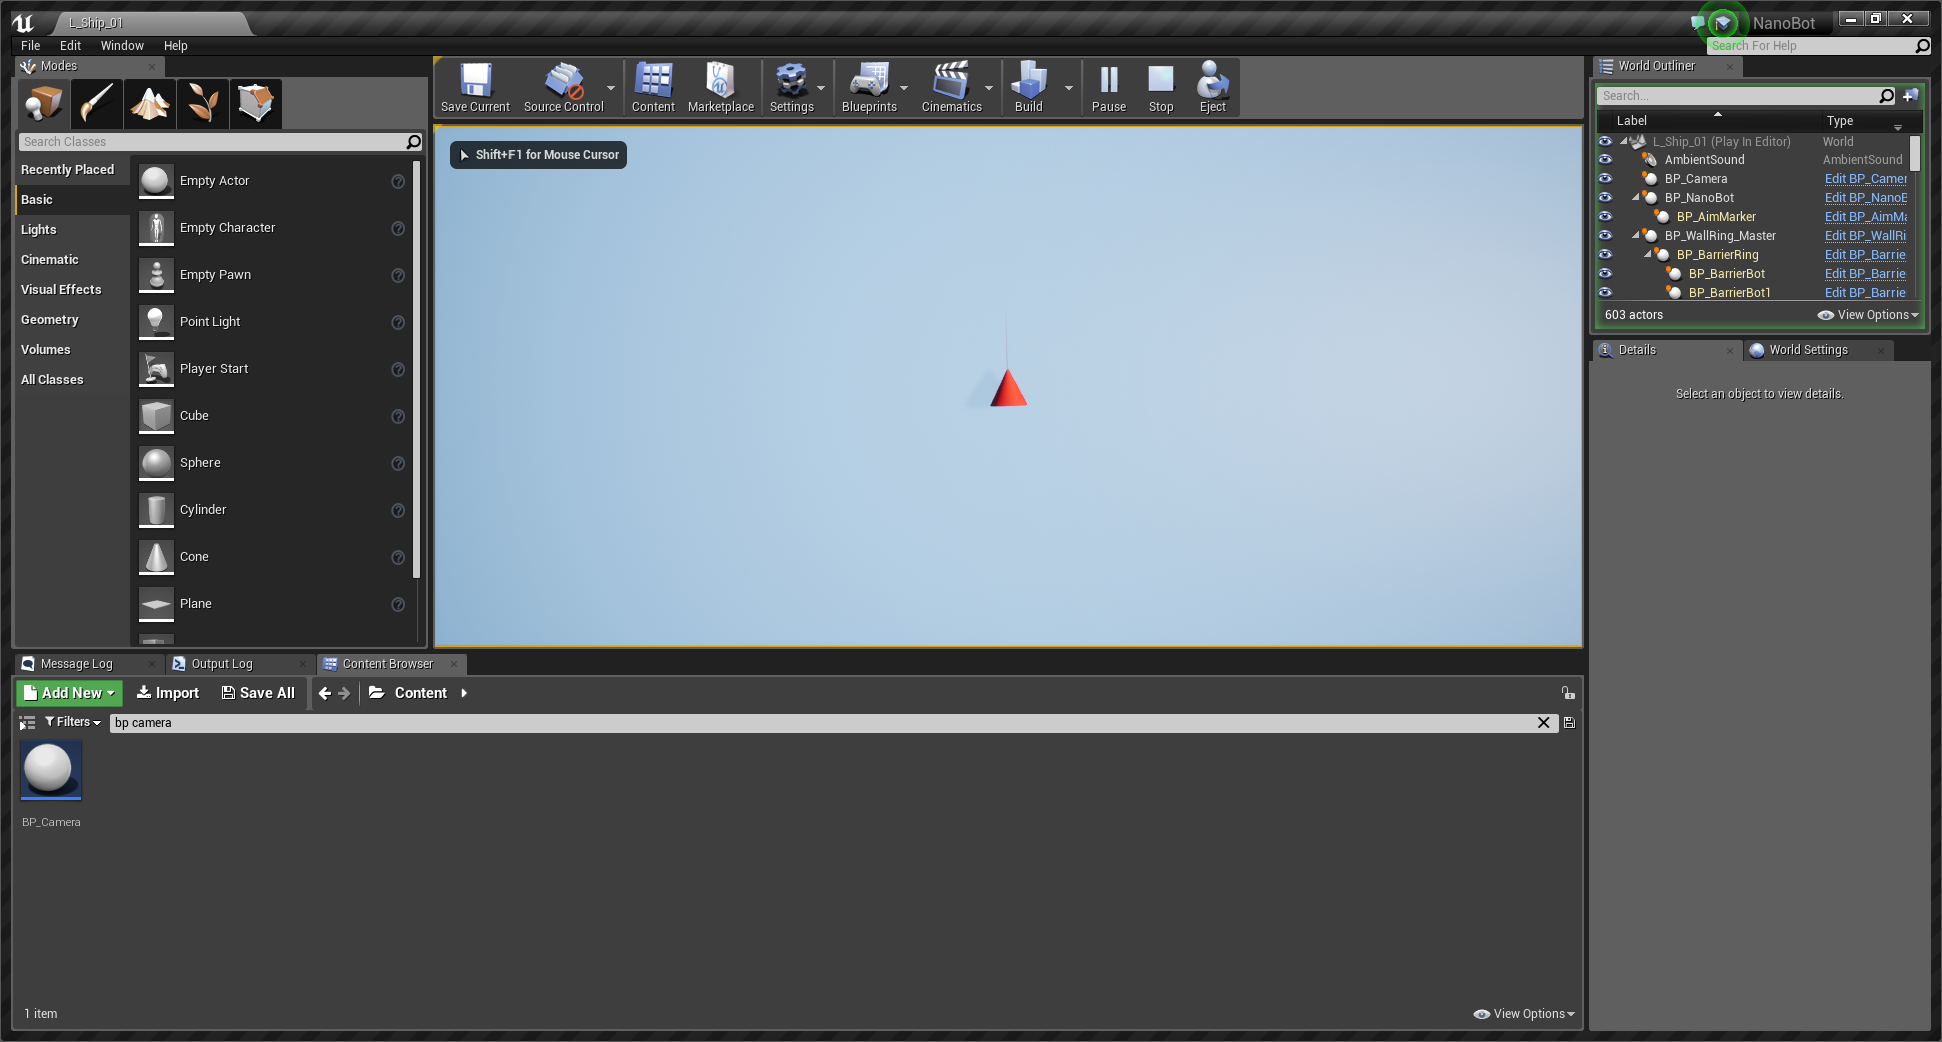 L_Ship_01
NanoBot
File Edit Window Help
Search For Help
Modes
Search Classes
Recently Placed
Basic
Lights
Cinematic
Visual Effects
Geometry
Volumes
All Classes
Empty Actor
Empty Character
Empty Pawn
Point Light
Player Start
Cube
Sphere
Cylinder
Cone
Plane
Save Current Source Control Content Marketplace Settings Blueprints Cinematics Build Pause Stop Eject
Shift+F1 for Mouse Cursor
World Outliner
Search...
Label Type
L_Ship_01 (Play In Editor) World
AmbientSound AmbientSound
BP_Camera Edit BP_Camer
BP_NanoBot Edit BP_NanoB
BP_AimMarker Edit BP_AimMa
BP_WallRing_Master Edit BP_WallRi
BP_BarrierRing Edit BP_Barrie
BP_BarrierBot Edit BP_Barrie
BP_BarrierBot1 Edit BP_Barrie
603 actors View Options
Details World Settings
Select an object to view details.
Message Log Output Log Content Browser
Add New Import Save All Content
Filters bp camera
BP_Camera
1 item View Options